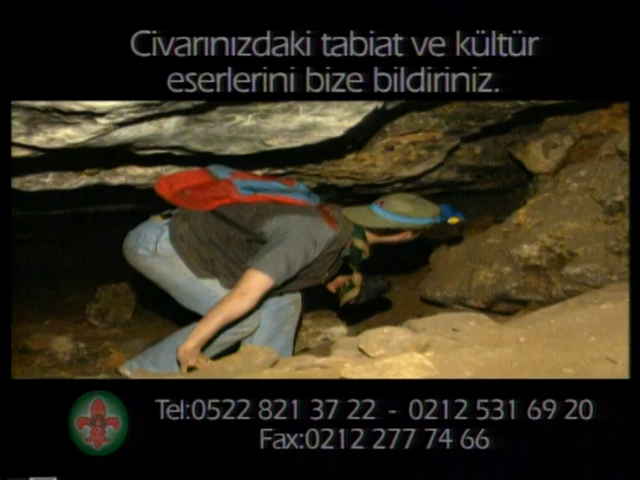 Civarınızdaki tabiat ve kültür
eserlerini bize bildiriniz.
Tel:0522 821 37 22 - 0212 531 69 20
Fax:0212 277 74 66